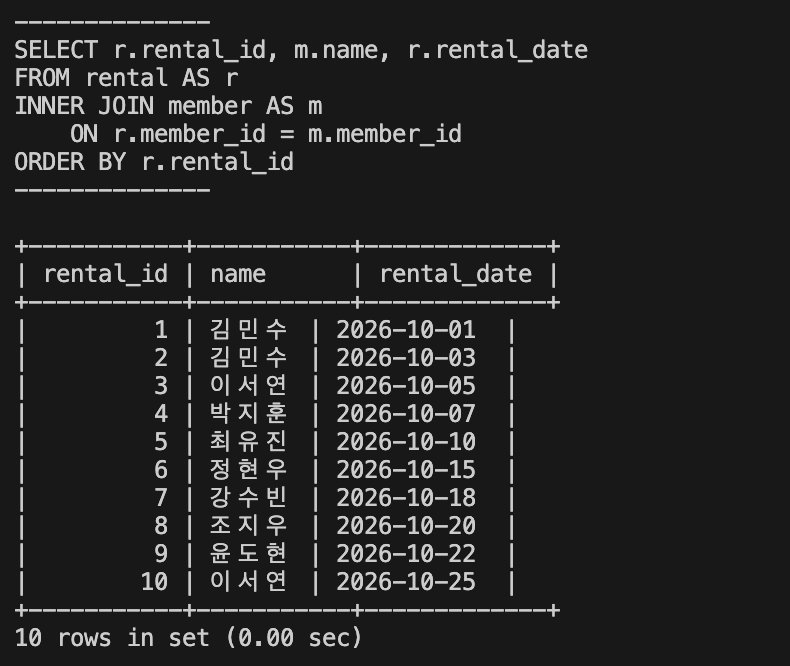 --------------
SELECT r.rental_id, m.name, r.rental_date
FROM rental AS r
INNER JOIN member AS m
    ON r.member_id = m.member_id
ORDER BY r.rental_id
--------------
+-----------+-----------+-------------+
| rental_id | name      | rental_date |
+-----------+-----------+-------------+
|         1 | 김민수 | 2026-10-01  |
|         2 | 김민수 | 2026-10-03  |
|         3 | 이서연 | 2026-10-05  |
|         4 | 박지훈 | 2026-10-07  |
|         5 | 최유진 | 2026-10-10  |
|         6 | 정현우 | 2026-10-15  |
|         7 | 강수빈 | 2026-10-18  |
|         8 | 조지우 | 2026-10-20  |
|         9 | 윤도현 | 2026-10-22  |
|        10 | 이서연 | 2026-10-25  |
+-----------+-----------+-------------+
10 rows in set (0.00 sec)